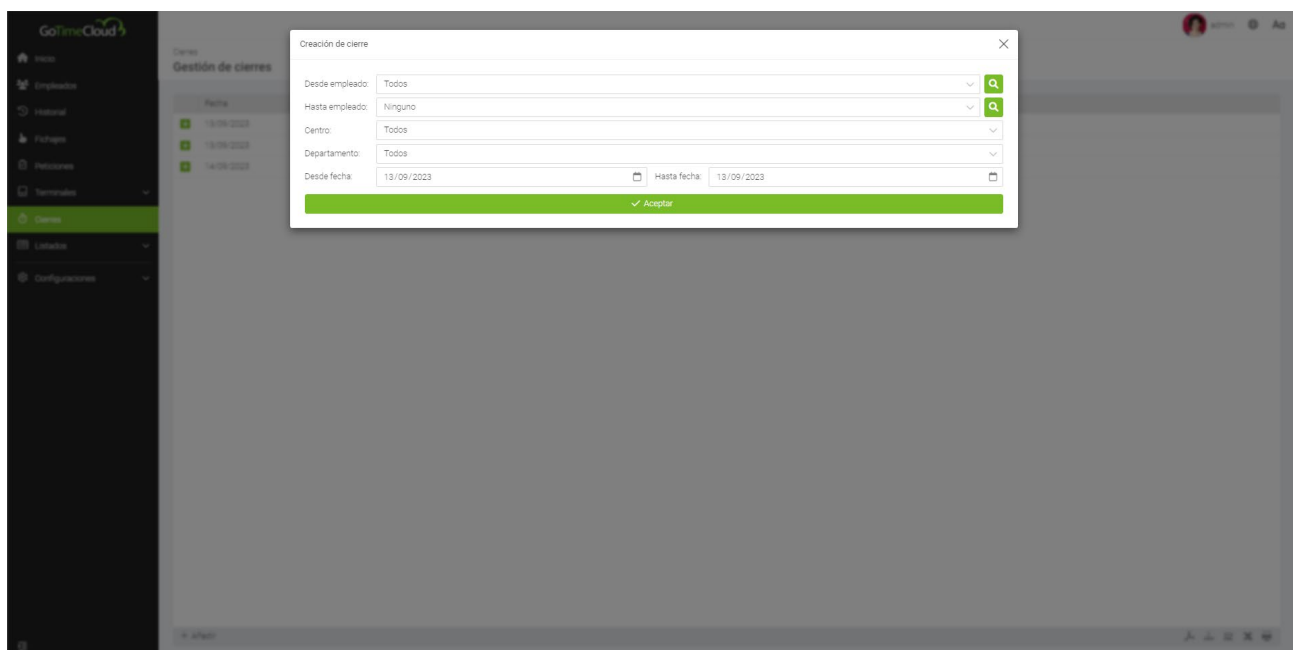 GoTimeCloud
Inicio
Empleados
Historial
Fichajes
Peticiones
Terminales
Cierres
Listados
Configuraciones
admin Aa
Cierres
Gestión de cierres
Fecha
13/09/2023
13/09/2023
14/09/2023
+ Añadir
Creación de cierre
Desde empleado: Todos
Hasta empleado: Ninguno
Centro: Todos
Departamento: Todos
Desde fecha: 13/09/2023 Hasta fecha: 13/09/2023
Aceptar